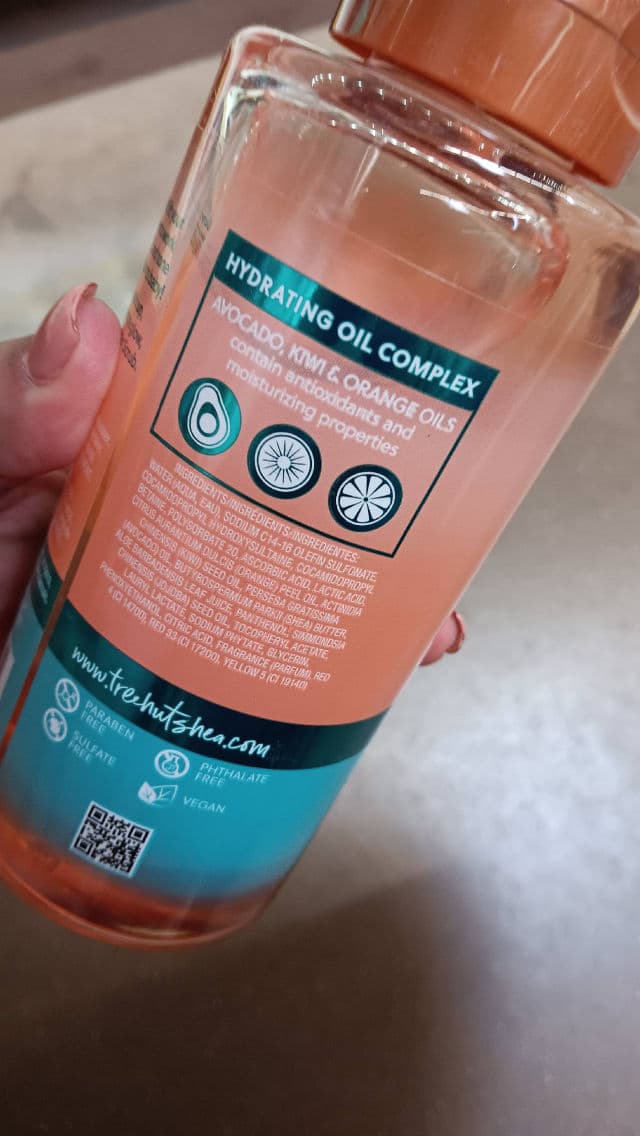 HYDRATING OIL COMPLEX
AVOCADO, KIWI & ORANGE OILS
contain antioxidants and
moisturizing properties
INGREDIENTS/INGREDIENTS/INGREDIENTES:
WATER (AQUA, EAU), SODIUM C14-16 OLEFIN SULFONATE,
COCAMIDOPROPYL HYDROXYSULTAINE, COCAMIDOPROPYL
BETAINE, POLYSORBATE 20, ASCORBIC ACID, LACTIC ACID,
CITRUS AURANTIUM DULCIS (ORANGE) PEEL OIL, ACTINIDIA
CHINENSIS (KIWI) SEED OIL, PERSEA GRATISSIMA
(AVOCADO) OIL, BUTYROSPERMUM PARKII (SHEA) BUTTER,
ALOE BARBADENSIS LEAF JUICE, PANTHENOL, SIMMONDSIA
CHINENSIS (JOJOBA) SEED OIL, TOCOPHERYL ACETATE,
LAURYL LACTATE, SODIUM PHYTATE, GLYCERIN,
PHENOXYETHANOL, CITRIC ACID, FRAGRANCE (PARFUM), RED
4 (CI 14700), RED 33 (CI 17200), YELLOW 5 (CI 19140)
www.treehutshea.com
PARABEN
FREE
SULFATE
FREE
PHTHALATE
FREE
VEGAN